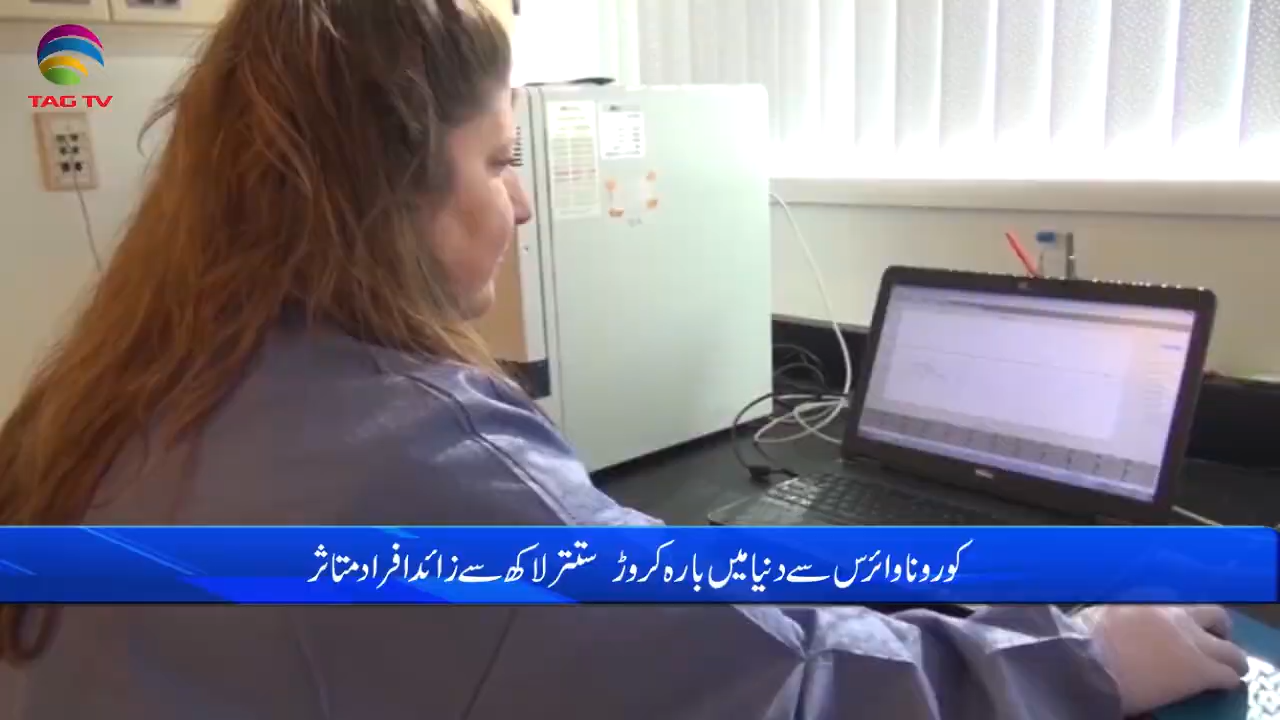 TAG TV
کورونا وائرس سے دنیا میں بارہ کروڑ ستتر لاکھ سے زائد افراد متاثر